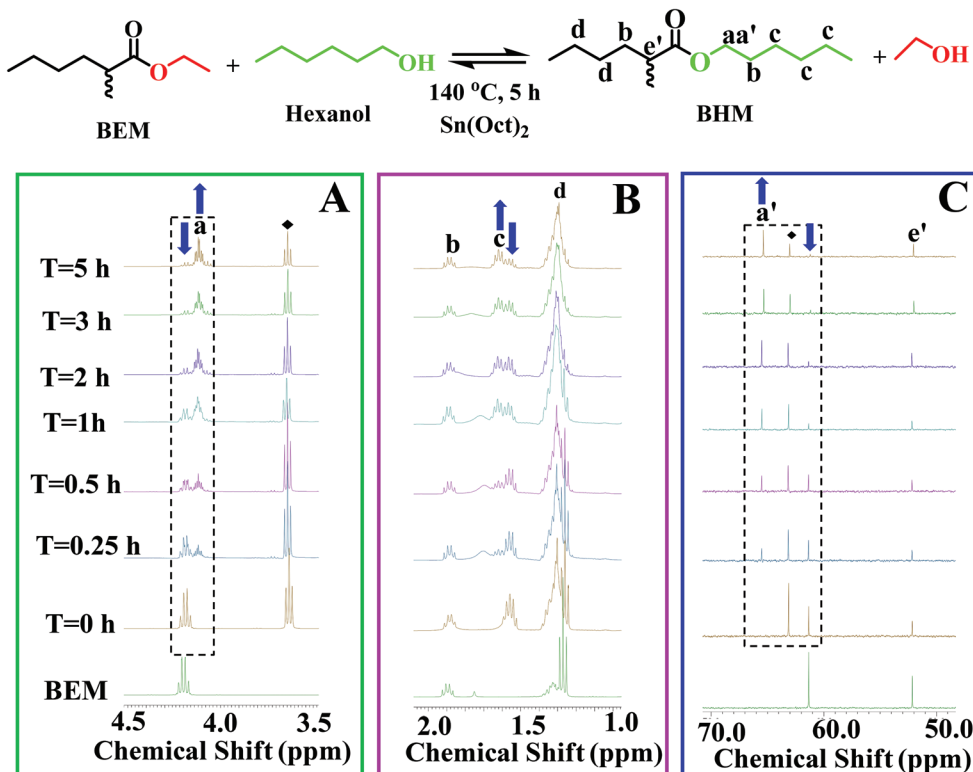 O
O
BEM
+
OH
Hexanol
140 °C, 5 h
Sn(Oct)2
d b e' O aa' c c
d O b c
BHM
+ OH
A
a
T=5 h
T=3 h
T=2 h
T=1h
T=0.5 h
T=0.25 h
T=0 h
BEM
4.5 4.0 3.5
Chemical Shift (ppm)
B
b c d
2.0 1.5 1.0
Chemical Shift (ppm)
C
a' e'
70.0 60.0 50.0
Chemical Shift (ppm)